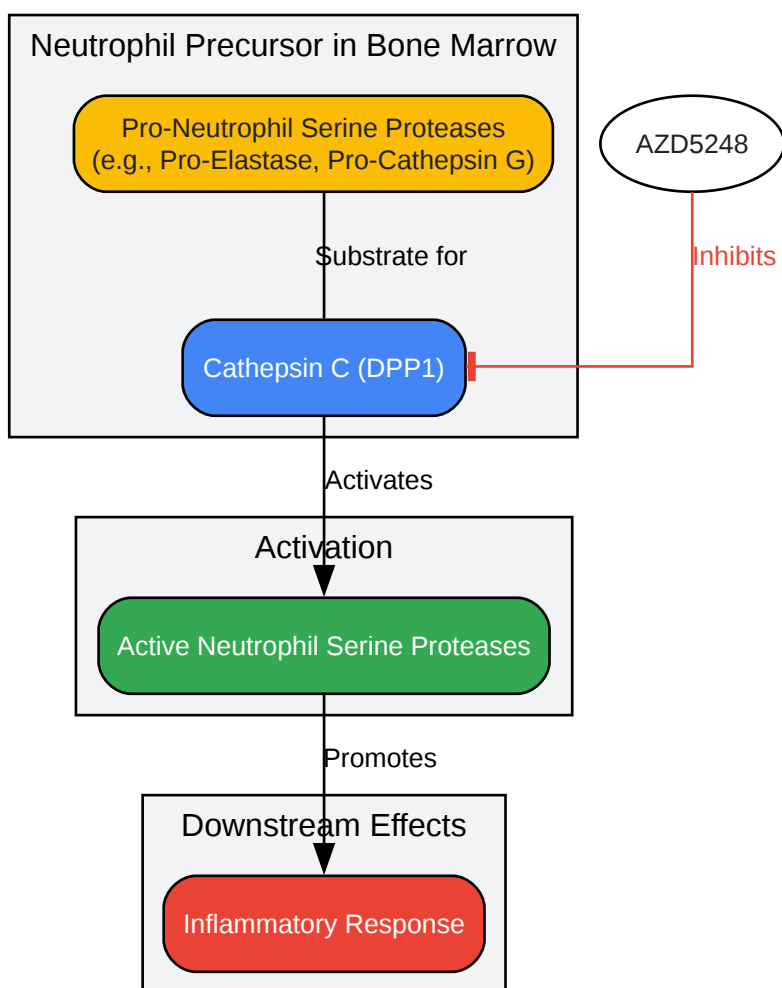 Neutrophil Precursor in Bone Marrow
Pro-Neutrophil Serine Proteases
(e.g., Pro-Elastase, Pro-Cathepsin G)
AZD5248
Substrate for
Inhibits
Cathepsin C (DPP1)
Activates
Activation
Active Neutrophil Serine Proteases
Promotes
Downstream Effects
Inflammatory Response